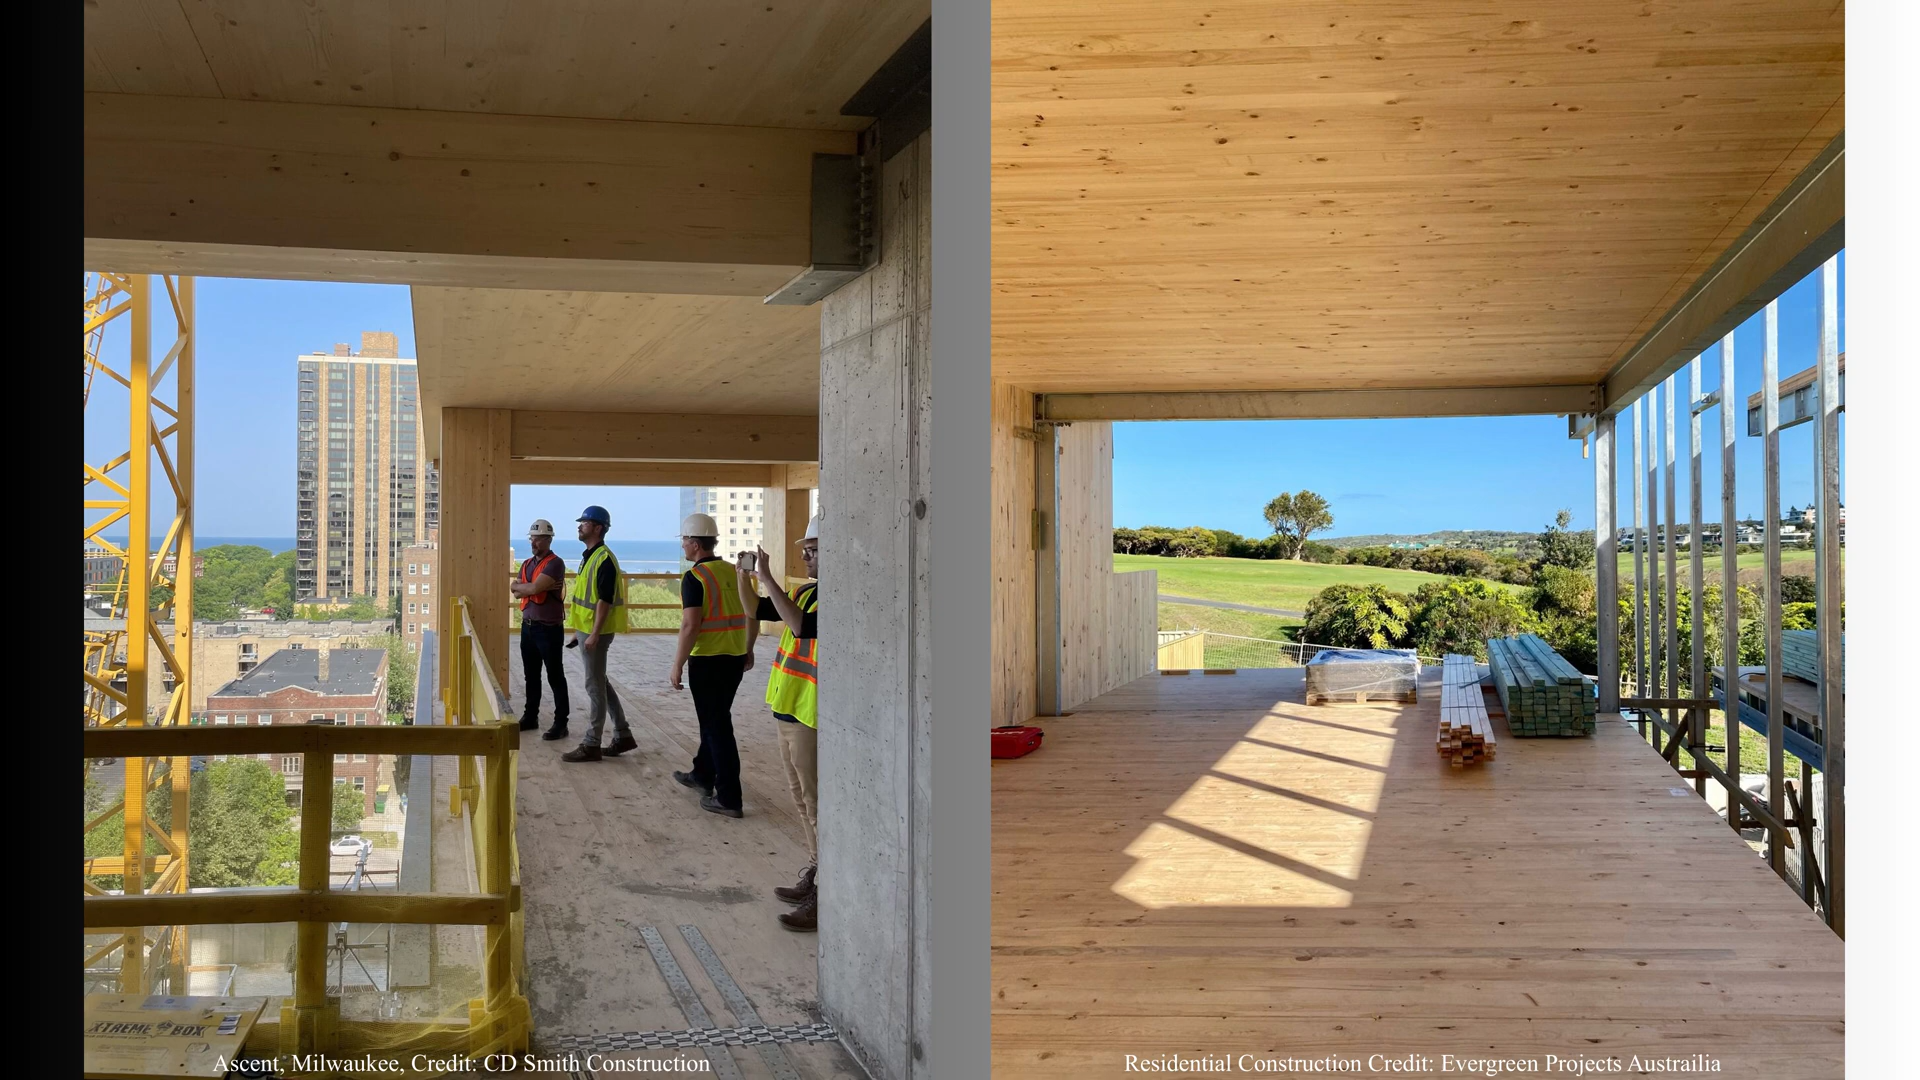 XTREME BOX
Ascent, Milwaukee, Credit: CD Smith Construction
Residential Construction Credit: Evergreen Projects Austrailia